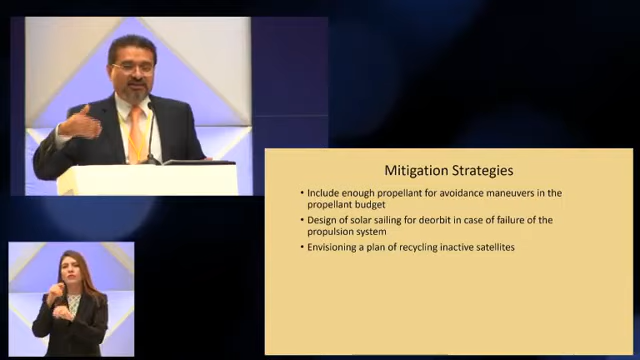 Mitigation Strategies
• Include enough propellant for avoidance maneuvers in the
propellant budget
• Design of solar sailing for deorbit in case of failure of the
propulsion system
• Envisioning a plan of recycling inactive satellites